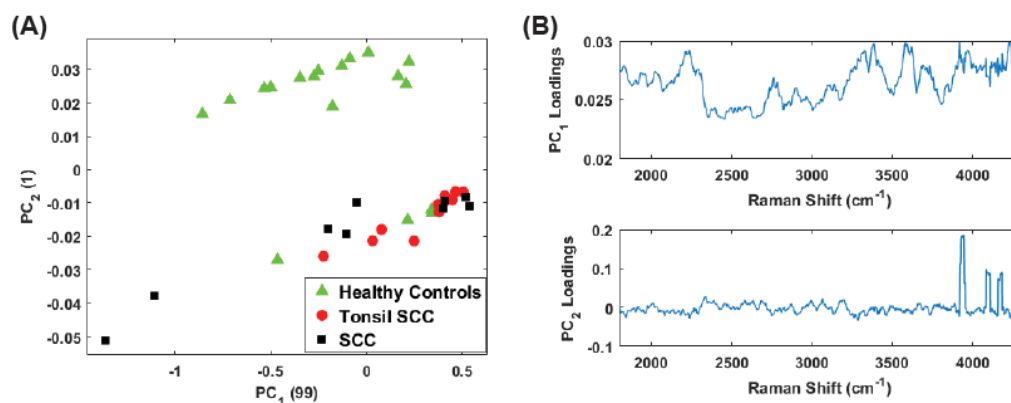 (A)
0.03
0.02
0.01
0
-0.01
-0.02
-0.03
-0.04
-0.05
PC2 (1)
-1
-0.5
0
0.5
PC1 (99)
Healthy Controls
Tonsil SCC
SCC
(B)
0.03
0.025
0.02
PC1 Loadings
2000 2500 3000 3500 4000
Raman Shift (cm-1)
0.2
0.1
0
-0.1
PC2 Loadings
2000 2500 3000 3500 4000
Raman Shift (cm-1)